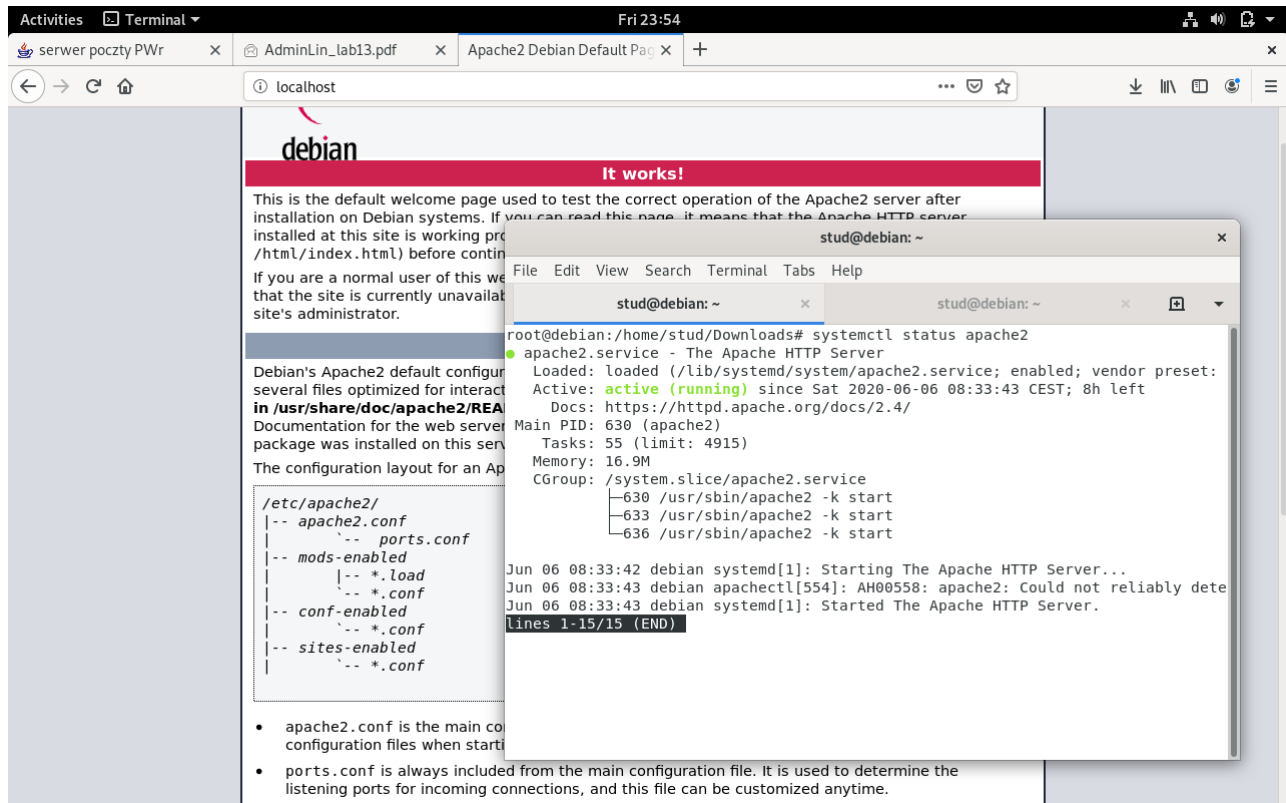 Activities Terminal Fri 23:54
serwer poczty PWr AdminLin_lab13.pdf Apache2 Debian Default Pag
localhost
debian
It works!
This is the default welcome page used to test the correct operation of the Apache2 server after
installation on Debian systems. If you can read this page, it means that the Apache HTTP server
installed at this site is working pro
/html/index.html) before contin
If you are a normal user of this we
that the site is currently unavailab
site's administrator.
Debian's Apache2 default configur
several files optimized for interact
in /usr/share/doc/apache2/REA
Documentation for the web server
package was installed on this serv
The configuration layout for an Ap
/etc/apache2/
|-- apache2.conf
|       `--  ports.conf
|-- mods-enabled
|       |-- *.load
|       `-- *.conf
|-- conf-enabled
|       `-- *.conf
|-- sites-enabled
|       `-- *.conf
• apache2.conf is the main co
configuration files when starti
• ports.conf is always included from the main configuration file. It is used to determine the
listening ports for incoming connections, and this file can be customized anytime.
stud@debian: ~
File Edit View Search Terminal Tabs Help
stud@debian: ~ stud@debian: ~
root@debian:/home/stud/Downloads# systemctl status apache2
● apache2.service - The Apache HTTP Server
   Loaded: loaded (/lib/systemd/system/apache2.service; enabled; vendor preset:
   Active: active (running) since Sat 2020-06-06 08:33:43 CEST; 8h left
     Docs: https://httpd.apache.org/docs/2.4/
 Main PID: 630 (apache2)
    Tasks: 55 (limit: 4915)
   Memory: 16.9M
   CGroup: /system.slice/apache2.service
           ├─630 /usr/sbin/apache2 -k start
           ├─633 /usr/sbin/apache2 -k start
           └─636 /usr/sbin/apache2 -k start
Jun 06 08:33:42 debian systemd[1]: Starting The Apache HTTP Server...
Jun 06 08:33:43 debian apachectl[554]: AH00558: apache2: Could not reliably dete
Jun 06 08:33:43 debian systemd[1]: Started The Apache HTTP Server.
lines 1-15/15 (END)